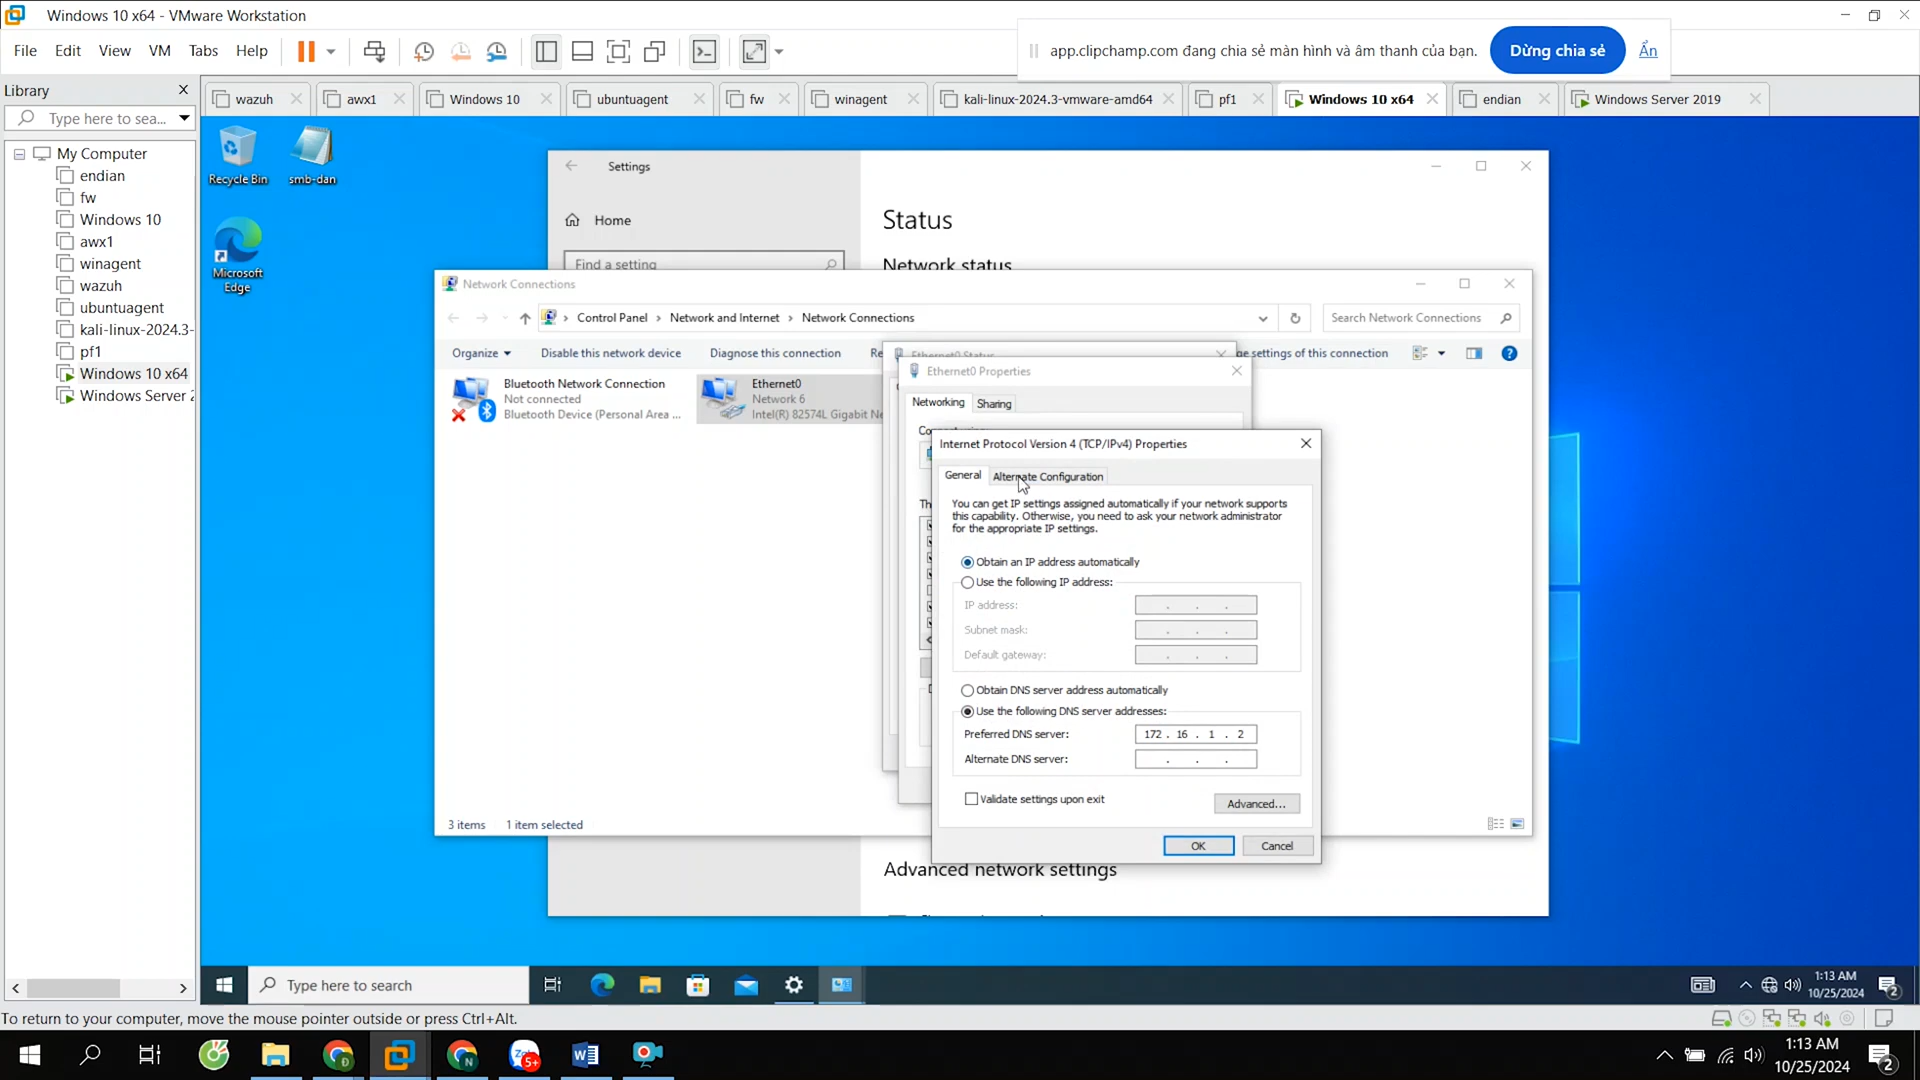 Windows 10 x64 - VMware Workstation
File Edit View VM Tabs Help
app.clipchamp.com đang chia sẻ màn hình và âm thanh của bạn.
Dừng chia sẻ
Ẩn
Library
Type here to sea...
wazuh
awx1
Windows 10
ubuntuagent
fw
winagent
kali-linux-2024.3-vmware-amd64
pf1
Windows 10 x64
endian
Windows Server 2019
My Computer
endian
fw
Windows 10
awx1
winagent
wazuh
ubuntuagent
kali-linux-2024.3-
pf1
Windows 10 x64
Windows Server 2
Recycle Bin
smb-dan
Microsoft
Edge
Settings
Home
Find a setting
Status
Network status
Network Connections
Control Panel > Network and Internet > Network Connections
Search Network Connections
Organize
Disable this network device
Diagnose this connection
Re
ge settings of this connection
Bluetooth Network Connection
Not connected
Bluetooth Device (Personal Area ...
Ethernet0
Network 6
Intel(R) 82574L Gigabit Ne
Ethernet0 Status
Ethernet0 Properties
Networking
Sharing
Internet Protocol Version 4 (TCP/IPv4) Properties
General
Alternate Configuration
You can get IP settings assigned automatically if your network supports
this capability. Otherwise, you need to ask your network administrator
for the appropriate IP settings.
Obtain an IP address automatically
Use the following IP address:
IP address:
Subnet mask:
Default gateway:
Obtain DNS server address automatically
Use the following DNS server addresses:
Preferred DNS server: 172 . 16 . 1 . 2
Alternate DNS server:
Validate settings upon exit
Advanced...
OK
Cancel
3 items
1 item selected
Advanced network settings
Type here to search
1:13 AM
10/25/2024
2
To return to your computer, move the mouse pointer outside or press Ctrl+Alt.
5+
1:13 AM
10/25/2024
2